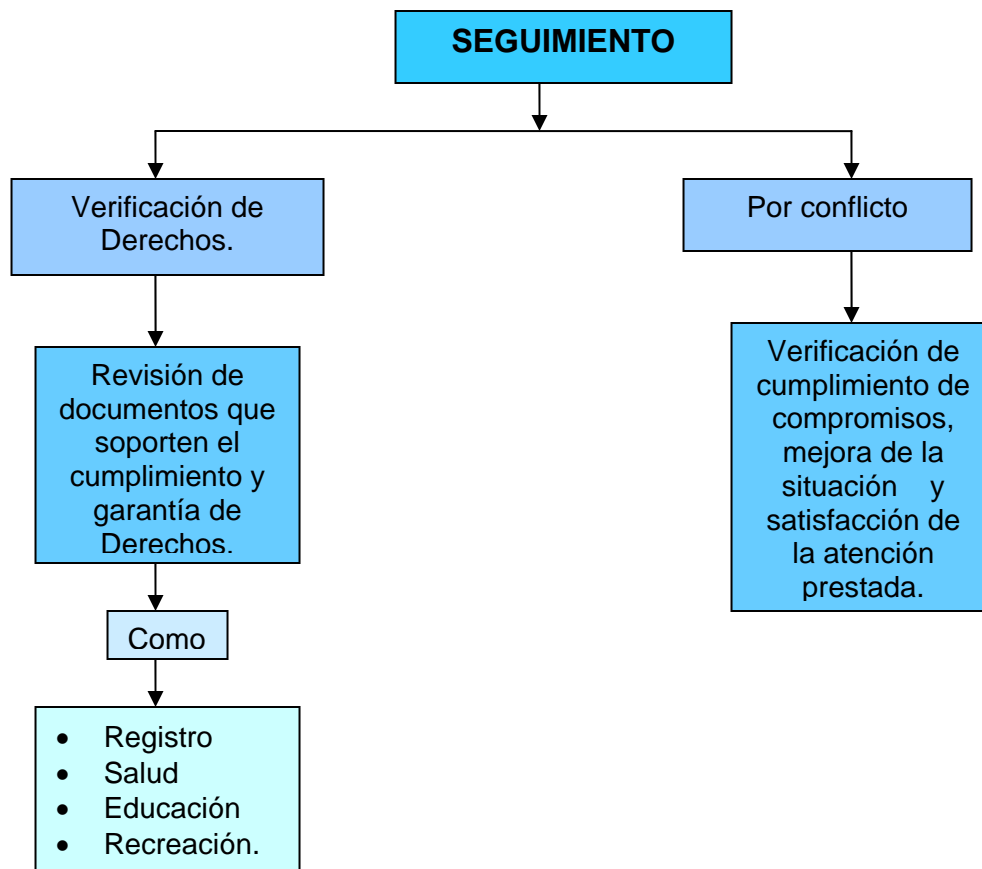 SEGUIMIENTO
Verificación de
Derechos.
Por conflicto
Revisión de
documentos que
soporten el
cumplimiento y
garantía de
Derechos.
Verificación de
cumplimiento de
compromisos,
mejora de la
situación y
satisfacción de
la atención
prestada.
Como
• Registro
• Salud
• Educación
• Recreación.